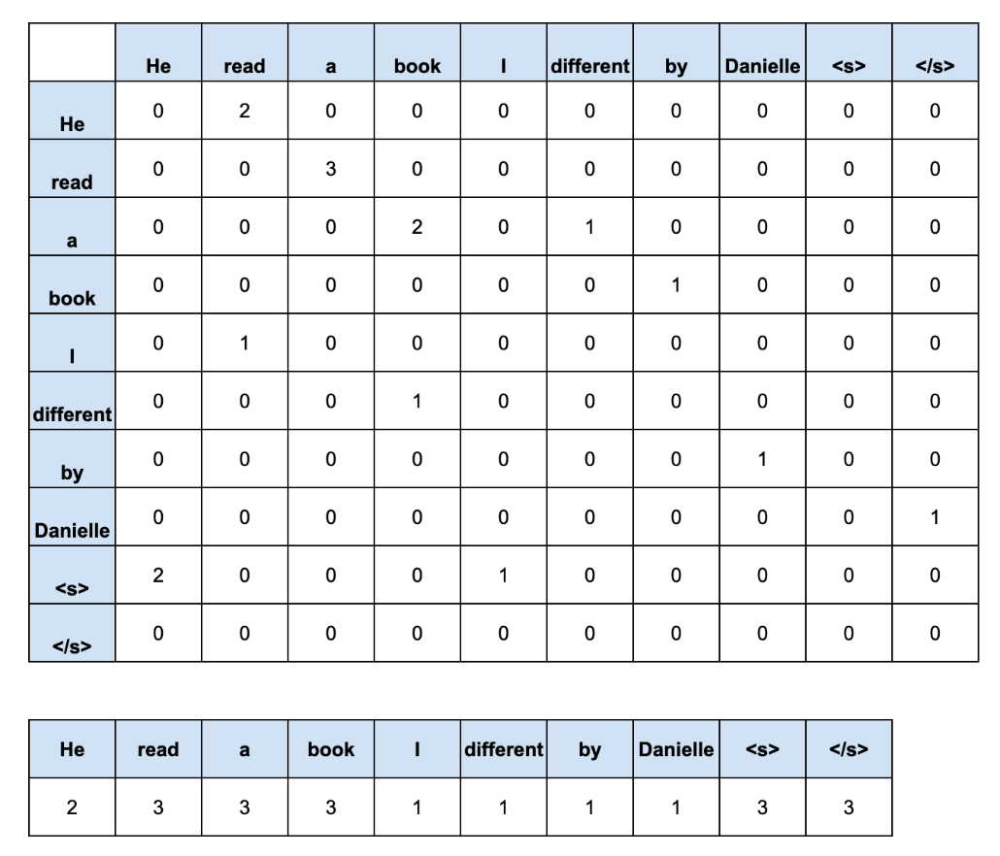 He read a book I different by Danielle <s> </s>
He 0 2 0 0 0 0 0 0 0 0
read 0 0 3 0 0 0 0 0 0 0
a 0 0 0 2 0 1 0 0 0 0
book 0 0 0 0 0 0 1 0 0 0
I 0 1 0 0 0 0 0 0 0 0
different 0 0 0 1 0 0 0 0 0 0
by 0 0 0 0 0 0 0 1 0 0
Danielle 0 0 0 0 0 0 0 0 0 1
<s> 2 0 0 0 1 0 0 0 0 0
</s> 0 0 0 0 0 0 0 0 0 0
He read a book I different by Danielle <s> </s>
2 3 3 3 1 1 1 1 3 3